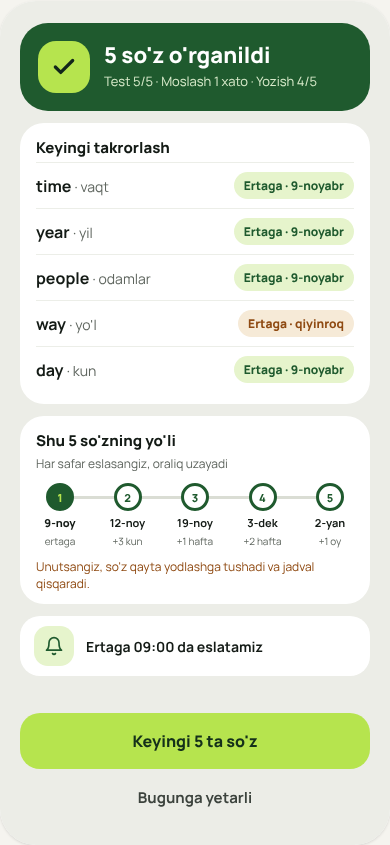 5 so'z o'rganildi
Test 5/5 · Moslash 1 xato · Yozish 4/5
Keyingi takrorlash
time · vaqt
Ertaga · 9-noyabr
year · yil
Ertaga · 9-noyabr
people · odamlar
Ertaga · 9-noyabr
way · yo'l
Ertaga · qiyinroq
day · kun
Ertaga · 9-noyabr
Shu 5 so'zning yo'li
Har safar eslasangiz, oraliq uzayadi
1 2 3 4 5
9-noy 12-noy 19-noy 3-dek 2-yan
ertaga +3 kun +1 hafta +2 hafta +1 oy
Unutsangiz, so'z qayta yodlashga tushadi va jadval
qisqaradi.
Ertaga 09:00 da eslatamiz
Keyingi 5 ta so'z
Bugunga yetarli